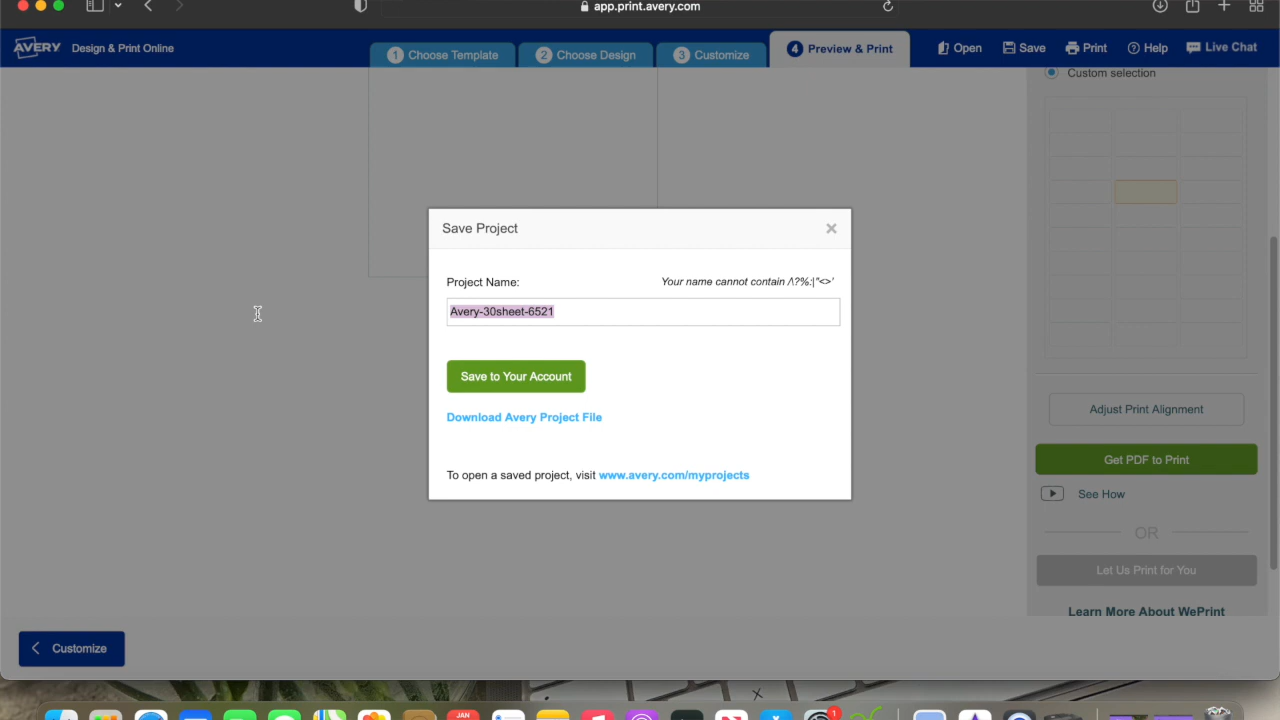 app.print.avery.com
AVERY Design & Print Online
1 Choose Template
2 Choose Design
3 Customize
4 Preview & Print
Open
Save
Print
Help
Live Chat
Custom selection
Save Project
Project Name:
Your name cannot contain /\?%:|"<>'
Avery-30sheet-6521
Save to Your Account
Download Avery Project File
To open a saved project, visit www.avery.com/myprojects
Adjust Print Alignment
Get PDF to Print
See How
OR
Let Us Print for You
Learn More About WePrint
Customize
JAN
1